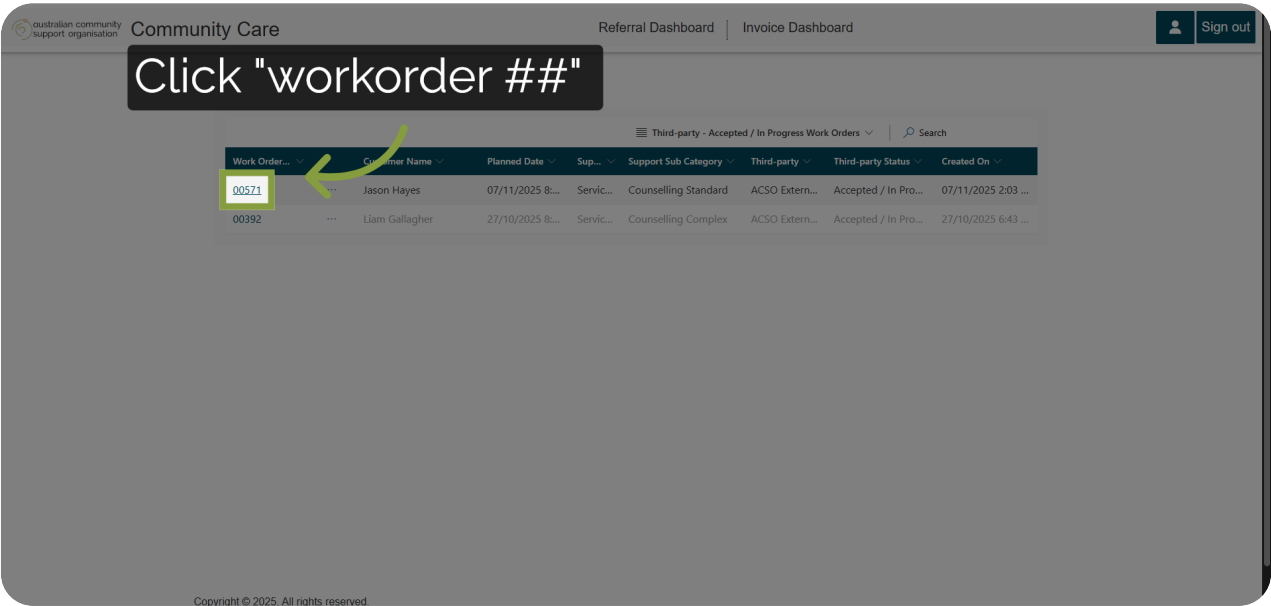 australian community
support organisation
Community Care
Referral Dashboard
Invoice Dashboard
Sign out
Click "workorder ##"
Third-party - Accepted / In Progress Work Orders
Search
Work Order... Customer Name Planned Date Sup... Support Sub Category Third-party Third-party Status Created On
00571 ... Jason Hayes 07/11/2025 8:... Servic... Counselling Standard ACSO Extern... Accepted / In Pro... 07/11/2025 2:03 ...
00392 ... Liam Gallagher 27/10/2025 8:... Servic... Counselling Complex ACSO Extern... Accepted / In Pro... 27/10/2025 6:43 ...
Copyright © 2025. All rights reserved.